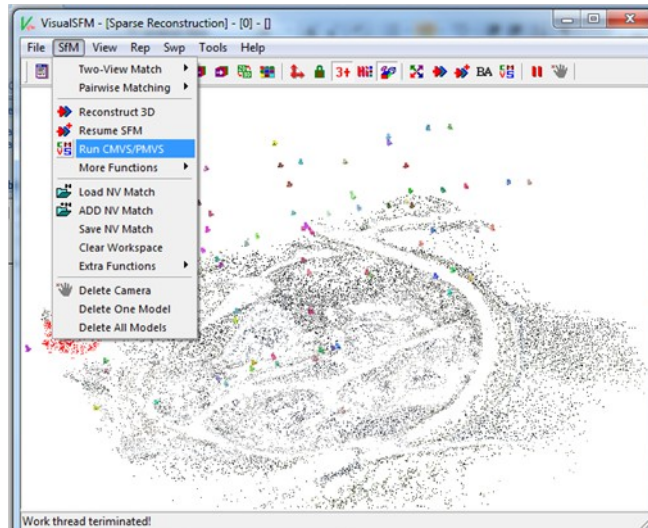 VisualSFM - [Sparse Reconstruction] - [0] - []
File SfM View Rep Swp Tools Help
3+ BA
Two-View Match
Pairwise Matching
Reconstruct 3D
Resume SFM
Run CMVS/PMVS
More Functions
Load NV Match
ADD NV Match
Save NV Match
Clear Workspace
Extra Functions
Delete Camera
Delete One Model
Delete All Models
Work thread teriminated!